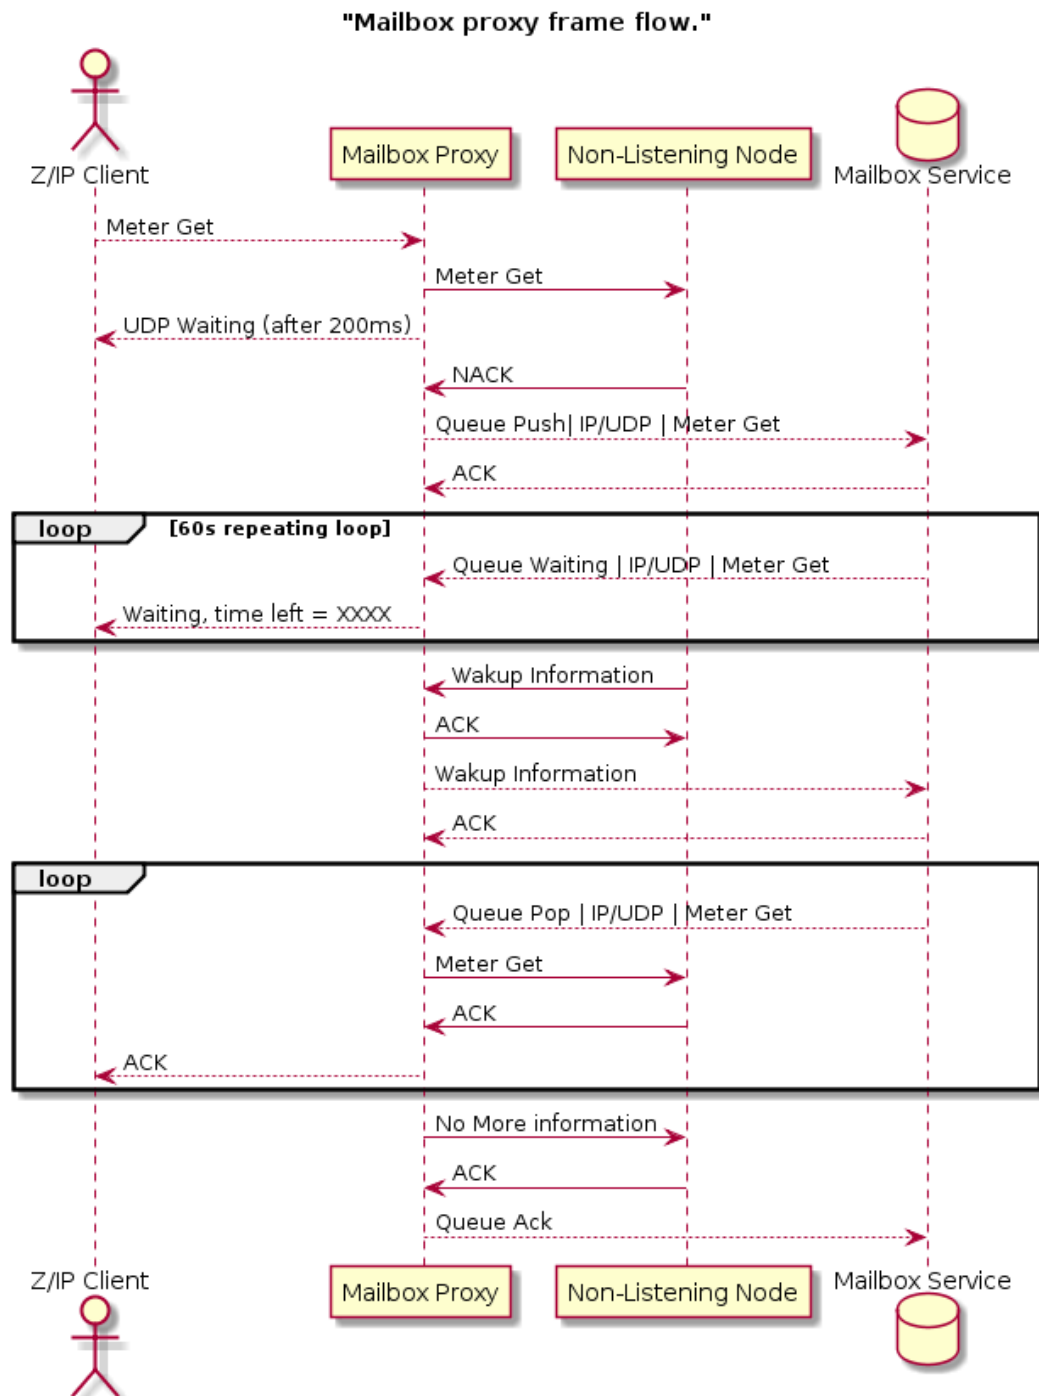 "Mailbox proxy frame flow."
Z/IP Client
Mailbox Proxy
Non-Listening Node
Mailbox Service
Meter Get
Meter Get
UDP Waiting (after 200ms)
NACK
Queue Push| IP/UDP | Meter Get
ACK
loop [60s repeating loop]
Queue Waiting | IP/UDP | Meter Get
Waiting, time left = XXXX
Wakup Information
ACK
Wakup Information
ACK
loop
Queue Pop | IP/UDP | Meter Get
Meter Get
ACK
ACK
No More information
ACK
Queue Ack
Z/IP Client
Mailbox Proxy
Non-Listening Node
Mailbox Service